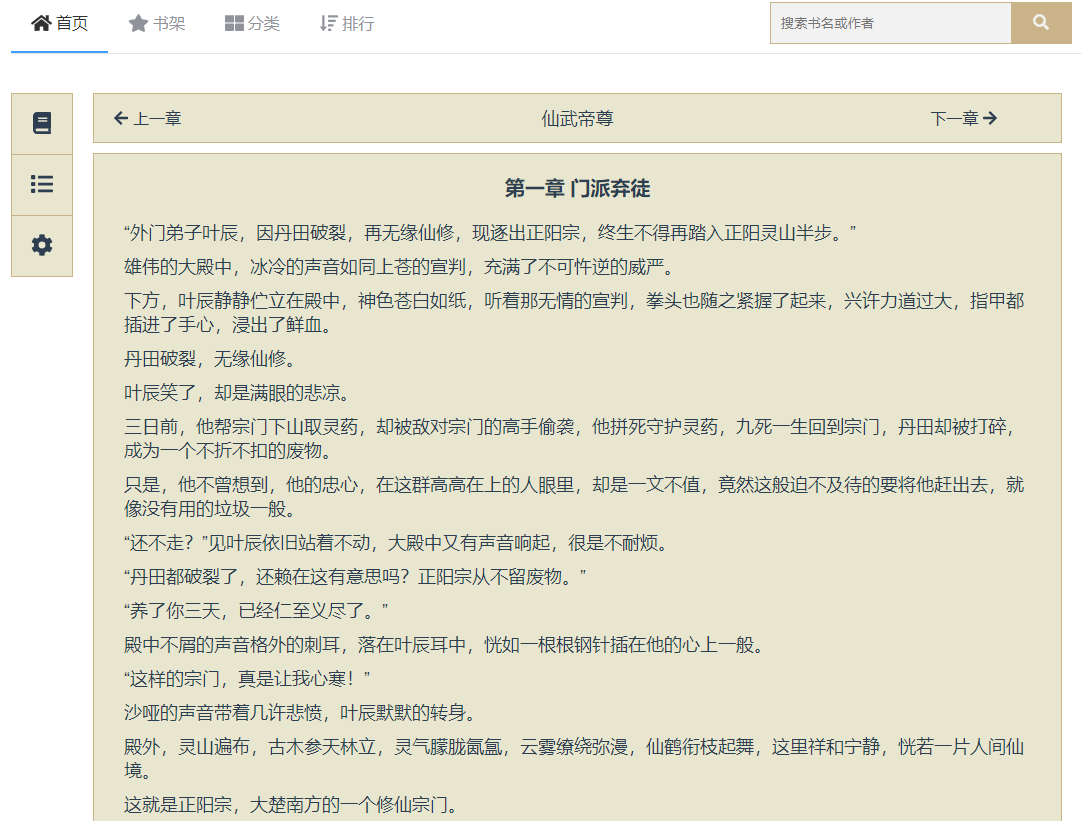 首页 书架 分类 排行 搜索书名或作者
上一章 仙武帝尊 下一章
第一章 门派弃徒
“外门弟子叶辰，因丹田破裂，再无缘仙修，现逐出正阳宗，终生不得再踏入正阳灵山半步。”
雄伟的大殿中，冰冷的声音如同上苍的宣判，充满了不可忤逆的威严。
下方，叶辰静静伫立在殿中，神色苍白如纸，听着那无情的宣判，拳头也随之紧握了起来，兴许力道过大，指甲都
插进了手心，浸出了鲜血。
丹田破裂，无缘仙修。
叶辰笑了，却是满眼的悲凉。
三日前，他帮宗门下山取灵药，却被敌对宗门的高手偷袭，他拼死守护灵药，九死一生回到宗门，丹田却被打碎，
成为一个不折不扣的废物。
只是，他不曾想到，他的忠心，在这群高高在上的人眼里，却是一文不值，竟然这般迫不及待的要将他赶出去，就
像没有用的垃圾一般。
“还不走？”见叶辰依旧站着不动，大殿中又有声音响起，很是不耐烦。
“丹田都破裂了，还赖在这有意思吗？正阳宗从不留废物。”
“养了你三天，已经仁至义尽了。”
殿中不屑的声音格外的刺耳，落在叶辰耳中，恍如一根根钢针插在他的心上一般。
“这样的宗门，真是让我心寒！”
沙哑的声音带着几许悲愤，叶辰默默的转身。
殿外，灵山遍布，古木参天林立，灵气朦胧氤氲，云雾缭绕弥漫，仙鹤衔枝起舞，这里祥和宁静，恍若一片人间仙
境。
这就是正阳宗，大楚南方的一个修仙宗门。